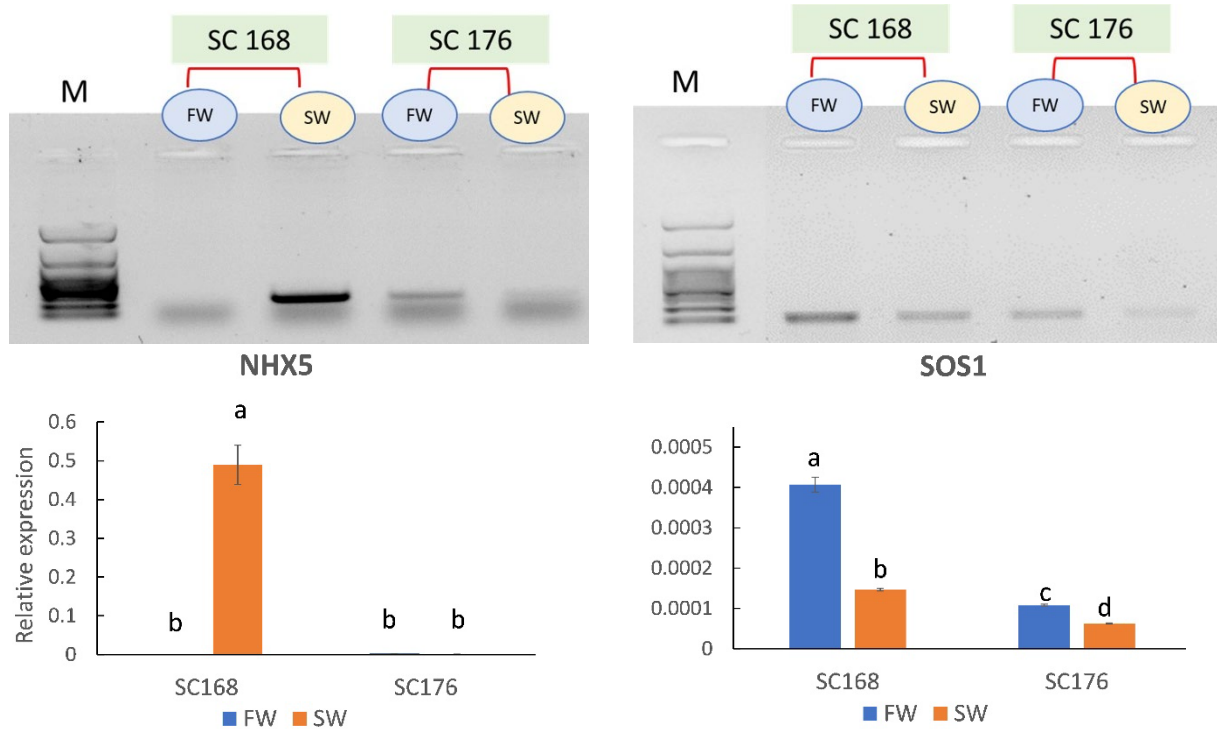 SC 168
SC 176
M
FW
SW
FW
SW
NHX5
Relative expression
0.6
0.5
0.4
0.3
0.2
0.1
0
a
b
b
b
SC168
SC176
FW
SW
SC 168
SC 176
M
FW
SW
FW
SW
SOS1
0.0005
0.0004
0.0003
0.0002
0.0001
0
a
b
c
d
SC168
SC176
FW
SW